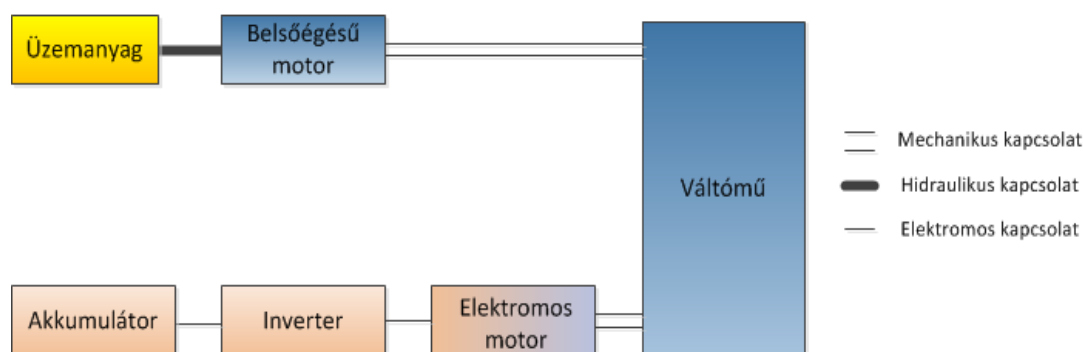 Üzemanyag
Belsőégésű
motor
Váltómű
Mechanikus kapcsolat
Hidraulikus kapcsolat
Elektromos kapcsolat
Akkumulátor
Inverter
Elektromos
motor